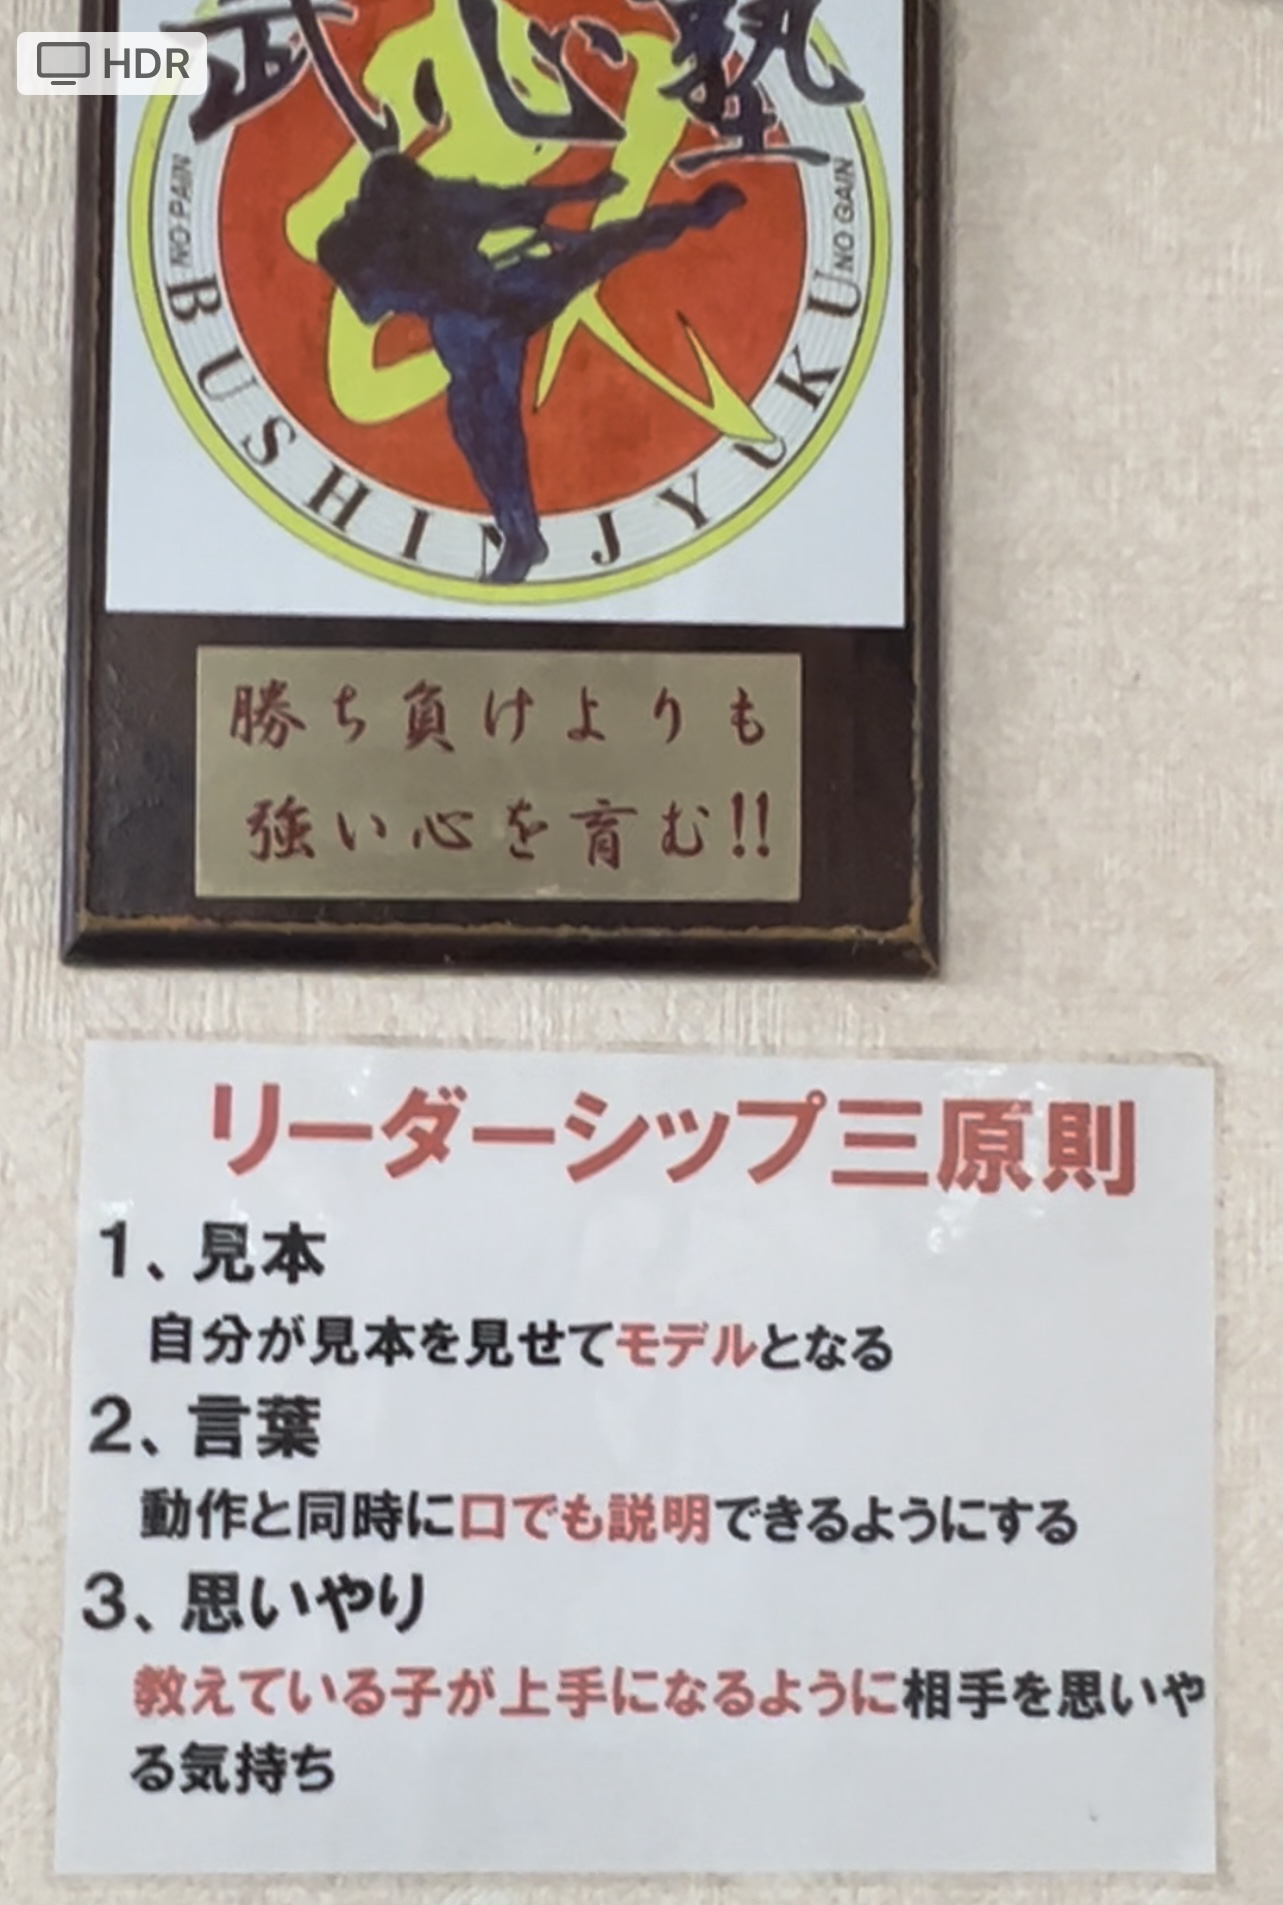 HDR
武心塾
NO PAIN
NO GAIN
BUSHIN JYUKU
勝ち負けよりも
強い心を育む!!
リーダーシップ三原則
1、見本
自分が見本を見せてモデルとなる
2、言葉
動作と同時に口でも説明できるようにする
3、思いやり
教えている子が上手になるように相手を思いや
る気持ち